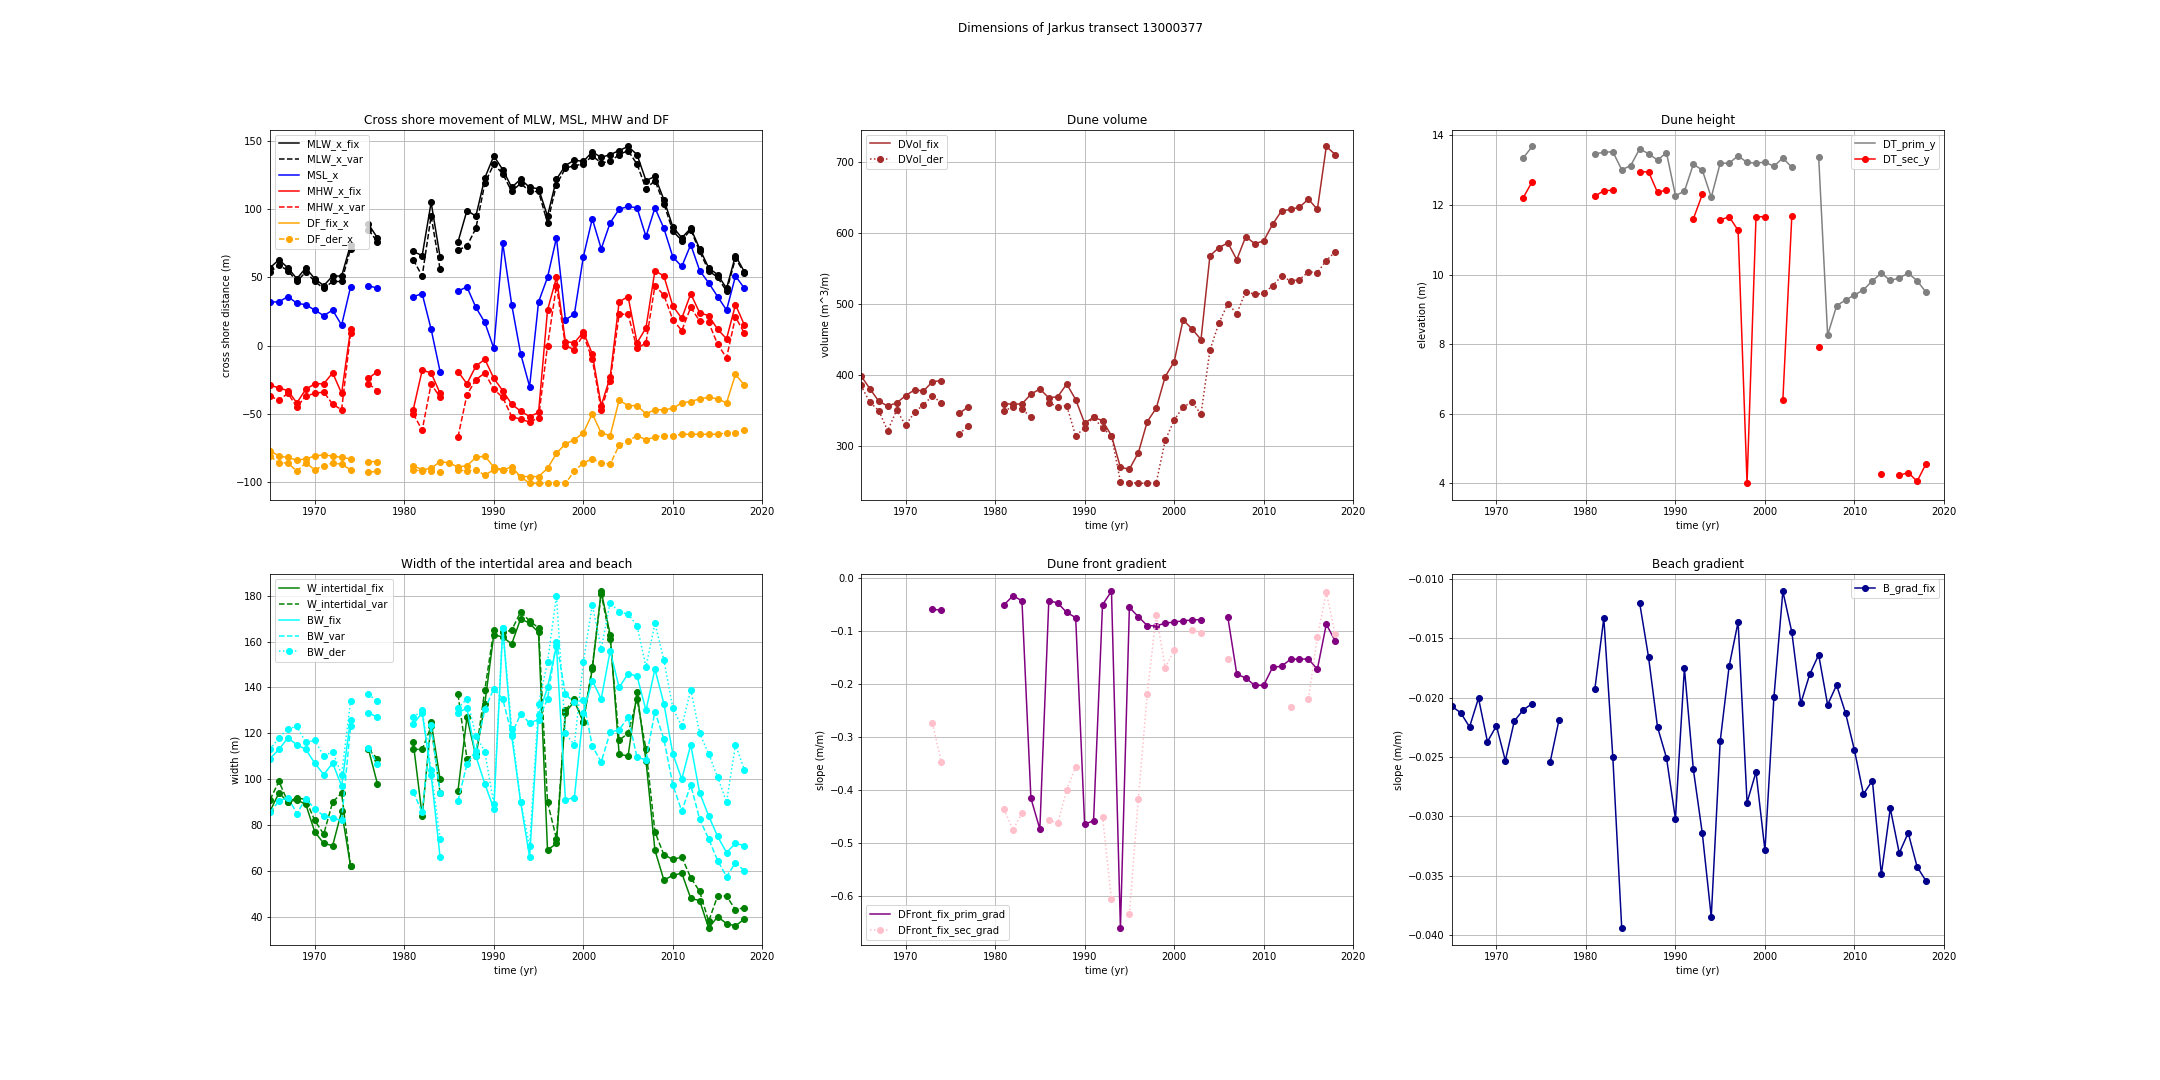 Dimensions of Jarkus transect 13000377
Cross shore movement of MLW, MSL, MHW and DF
MLW_x_fix
MLW_x_var
MSL_x
MHW_x_fix
MHW_x_var
DF_fix_x
DF_der_x
cross shore distance (m)
150
100
50
0
−50
−100
1970
1980
1990
2000
2010
2020
time (yr)
Dune volume
DVol_fix
DVol_der
volume (m^3/m)
700
600
500
400
300
1970
1980
1990
2000
2010
2020
time (yr)
Dune height
DT_prim_y
DT_sec_y
elevation (m)
14
12
10
8
6
4
1970
1980
1990
2000
2010
2020
time (yr)
Width of the intertidal area and beach
W_intertidal_fix
W_intertidal_var
BW_fix
BW_var
BW_der
width (m)
180
160
140
120
100
80
60
40
1970
1980
1990
2000
2010
2020
time (yr)
Dune front gradient
DFront_fix_prim_grad
DFront_fix_sec_grad
slope (m/m)
0.0
−0.1
−0.2
−0.3
−0.4
−0.5
−0.6
1970
1980
1990
2000
2010
2020
time (yr)
Beach gradient
B_grad_fix
slope (m/m)
−0.010
−0.015
−0.020
−0.025
−0.030
−0.035
−0.040
1970
1980
1990
2000
2010
2020
time (yr)